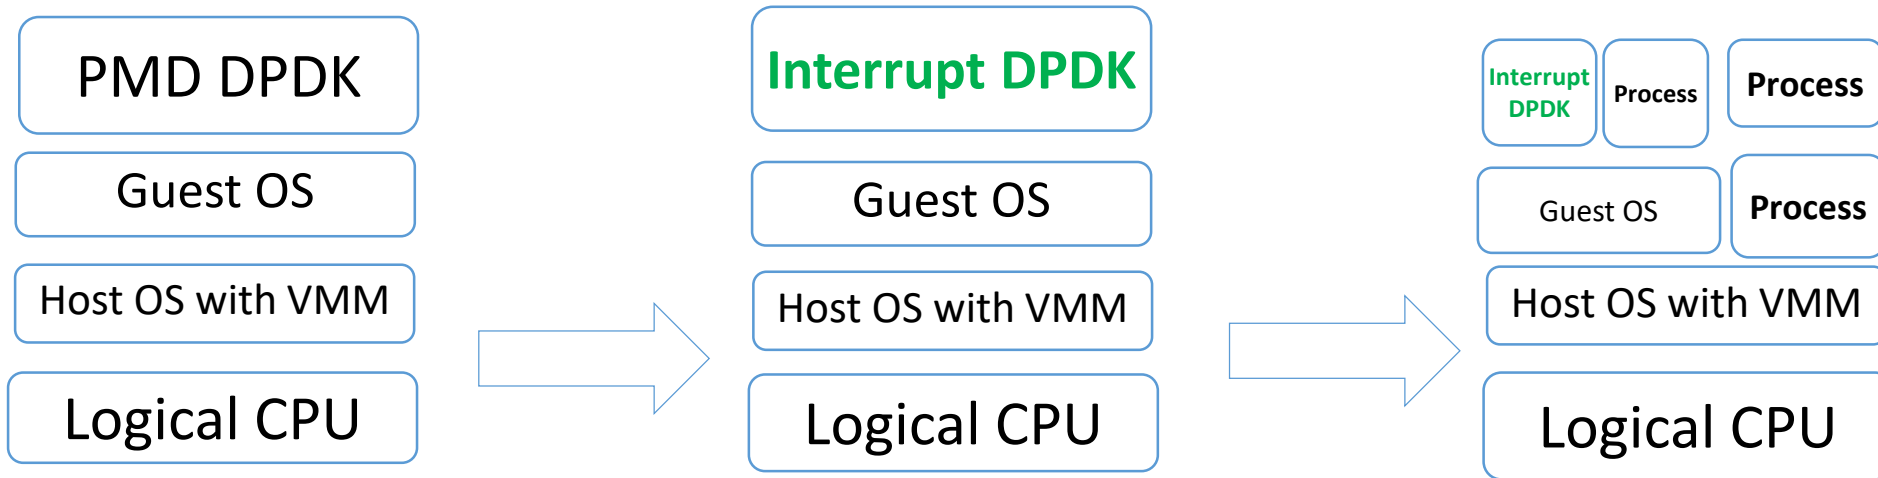 PMD DPDK
Guest OS
Host OS with VMM
Logical CPU
Interrupt DPDK
Guest OS
Host OS with VMM
Logical CPU
Interrupt
DPDK
Process
Process
Guest OS
Process
Host OS with VMM
Logical CPU